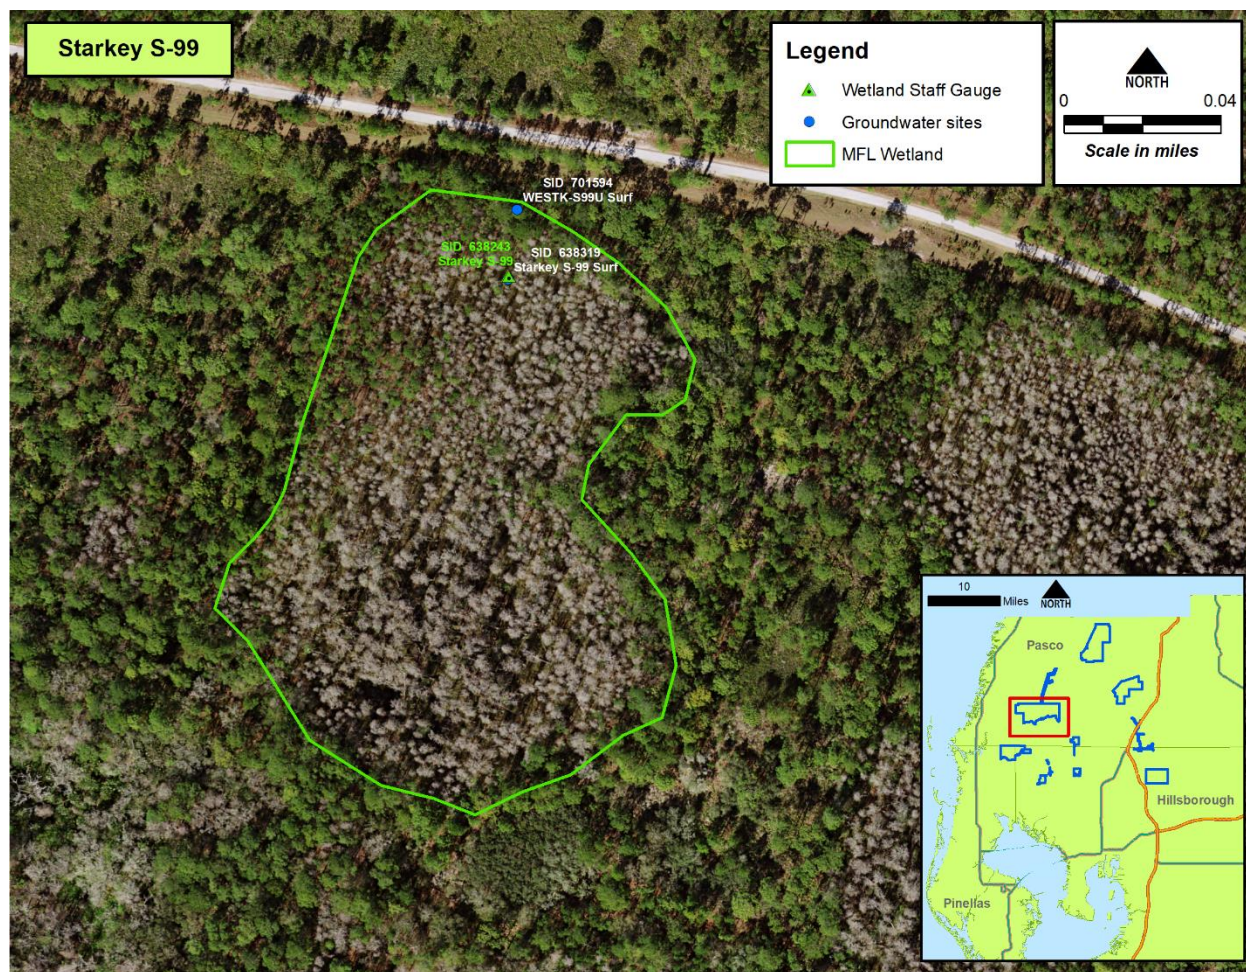 Starkey S-99
Legend
Wetland Staff Gauge
Groundwater sites
MFL Wetland
NORTH
0 0.04
Scale in miles
SID 701594
WESTK-S99U Surf
SID 638243
Starkey S-99
SID 638319
Starkey S-99 Surf
10
Miles
NORTH
Pasco
Hillsborough
Pinellas